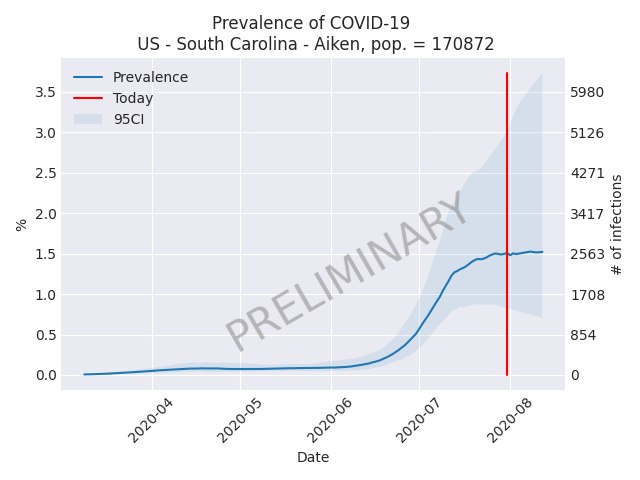 Prevalence of COVID-19
US - South Carolina - Aiken, pop. = 170872
Prevalence
Today
95CI
%
3.5
3.0
2.5
2.0
1.5
1.0
0.5
0.0
5980
5126
4271
3417
2563
1708
854
0
# of infections
PRELIMINARY
2020-04
2020-05
2020-06
2020-07
2020-08
Date